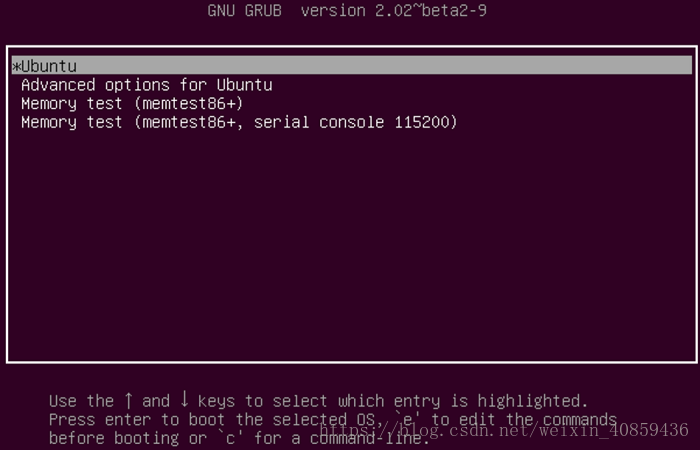 GNU GRUB  version 2.02~beta2-9
*Ubuntu
Advanced options for Ubuntu
Memory test (memtest86+)
Memory test (memtest86+, serial console 115200)
Use the ↑ and ↓ keys to select which entry is highlighted.
Press enter to boot the selected OS, `e' to edit the commands
before booting or `c' for a command-line.
https://blog.csdn.net/weixin_40859436